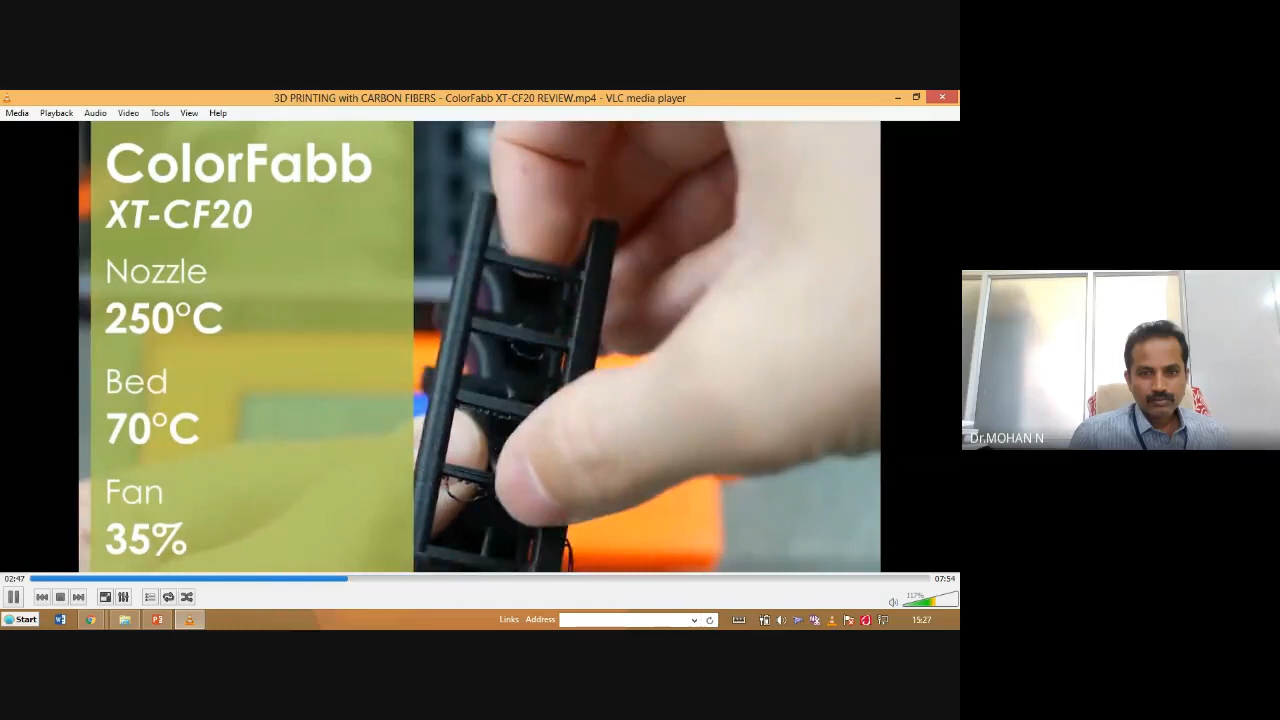 3D PRINTING with CARBON FIBERS - ColorFabb XT-CF20 REVIEW.mp4 - VLC media player
Media Playback Audio Video Tools View Help
ColorFabb
XT-CF20
Nozzle
250°C
Bed
70°C
Fan
35%
Dr.MOHAN N
02:47
07:54
117%
Start
Links Address
15:27